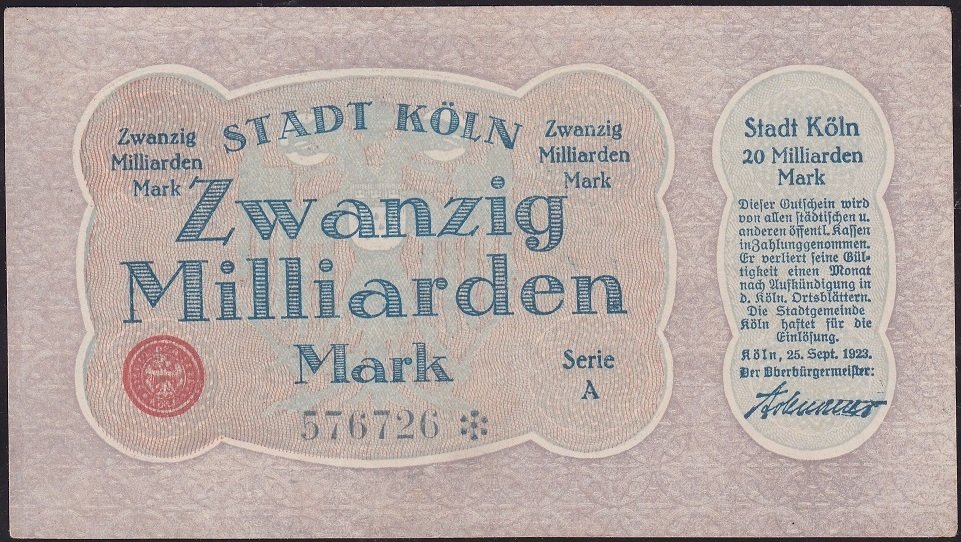 STADT KÖLN
Zwanzig
Milliarden
Mark
Zwanzig
Milliarden
Mark
Zwanzig
Milliarden
Mark
Serie
A
576726
Stadt Köln
20 Milliarden
Mark
Dieser Gutschein wird
von allen städtischen u.
anderen öffentl. Kassen
in Zahlung genommen.
Er verliert seine Gül-
tigkeit einen Monat
nach Aufkündigung in
d. Köln. Ortsblättern.
Die Stadtgemeinde
Köln haftet für die
Einlösung.
Köln, 25. Sept. 1923.
Der Oberbürgermeister: